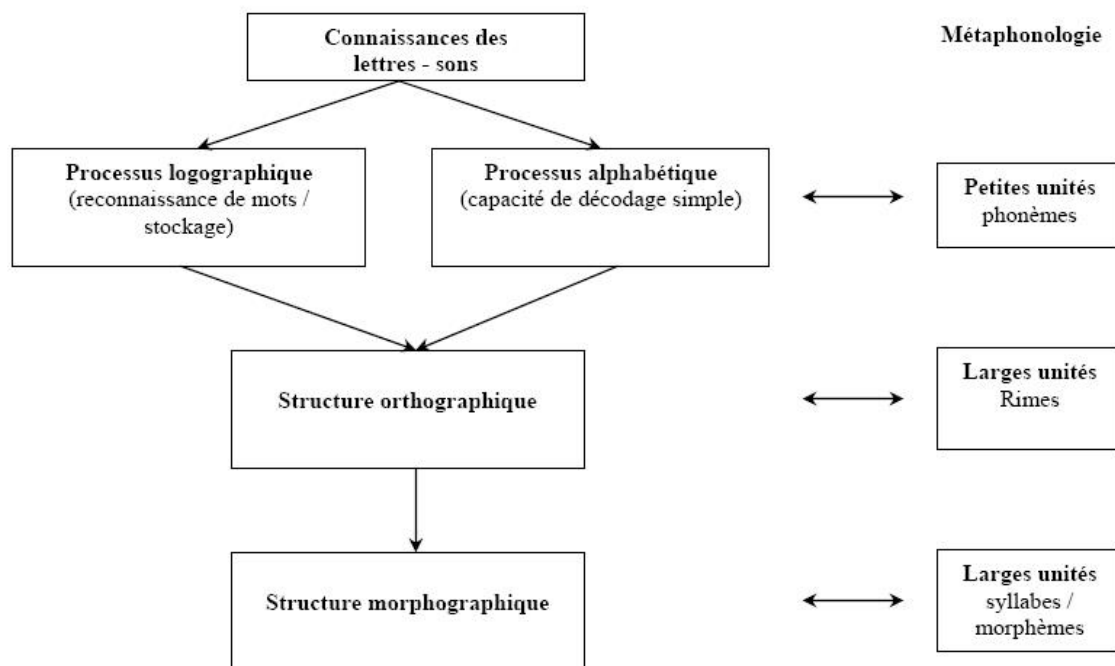 Connaissances des
lettres - sons
Métaphonologie
Processus logographique
(reconnaissance de mots /
stockage)
Processus alphabétique
(capacité de décodage simple)
Petites unités
phonèmes
Structure orthographique
Larges unités
Rimes
Structure morphographique
Larges unités
syllabes /
morphèmes